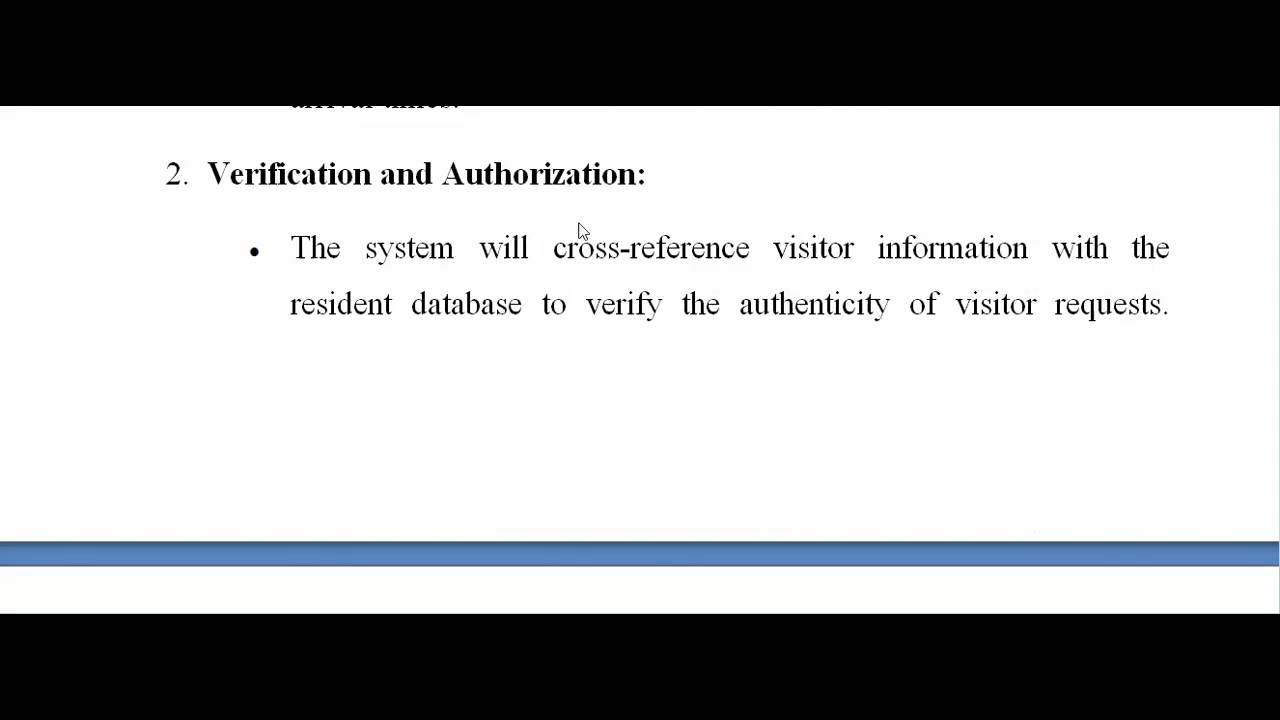 2. Verification and Authorization:
• The system will cross-reference visitor information with the
resident database to verify the authenticity of visitor requests.